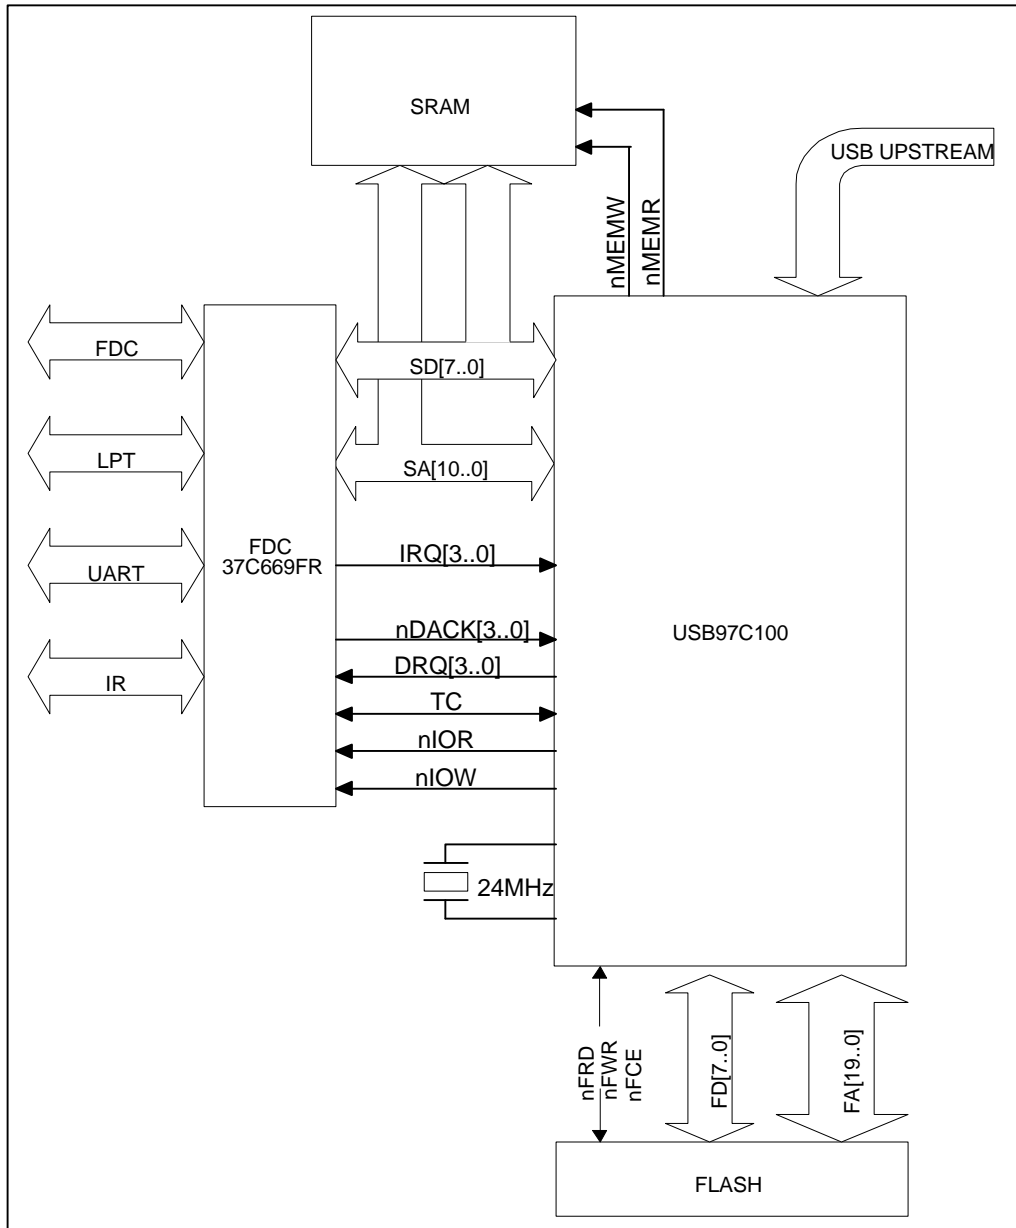 SRAM
USB UPSTREAM
nMEMW
nMEMR
FDC
SD[7..0]
LPT
SA[10..0]
FDC
37C669FR
IRQ[3..0]
UART
USB97C100
nDACK[3..0]
DRQ[3..0]
IR
TC
nIOR
nIOW
24MHz
nFRD
nFWR
nFCE
FD[7..0]
FA[19..0]
FLASH